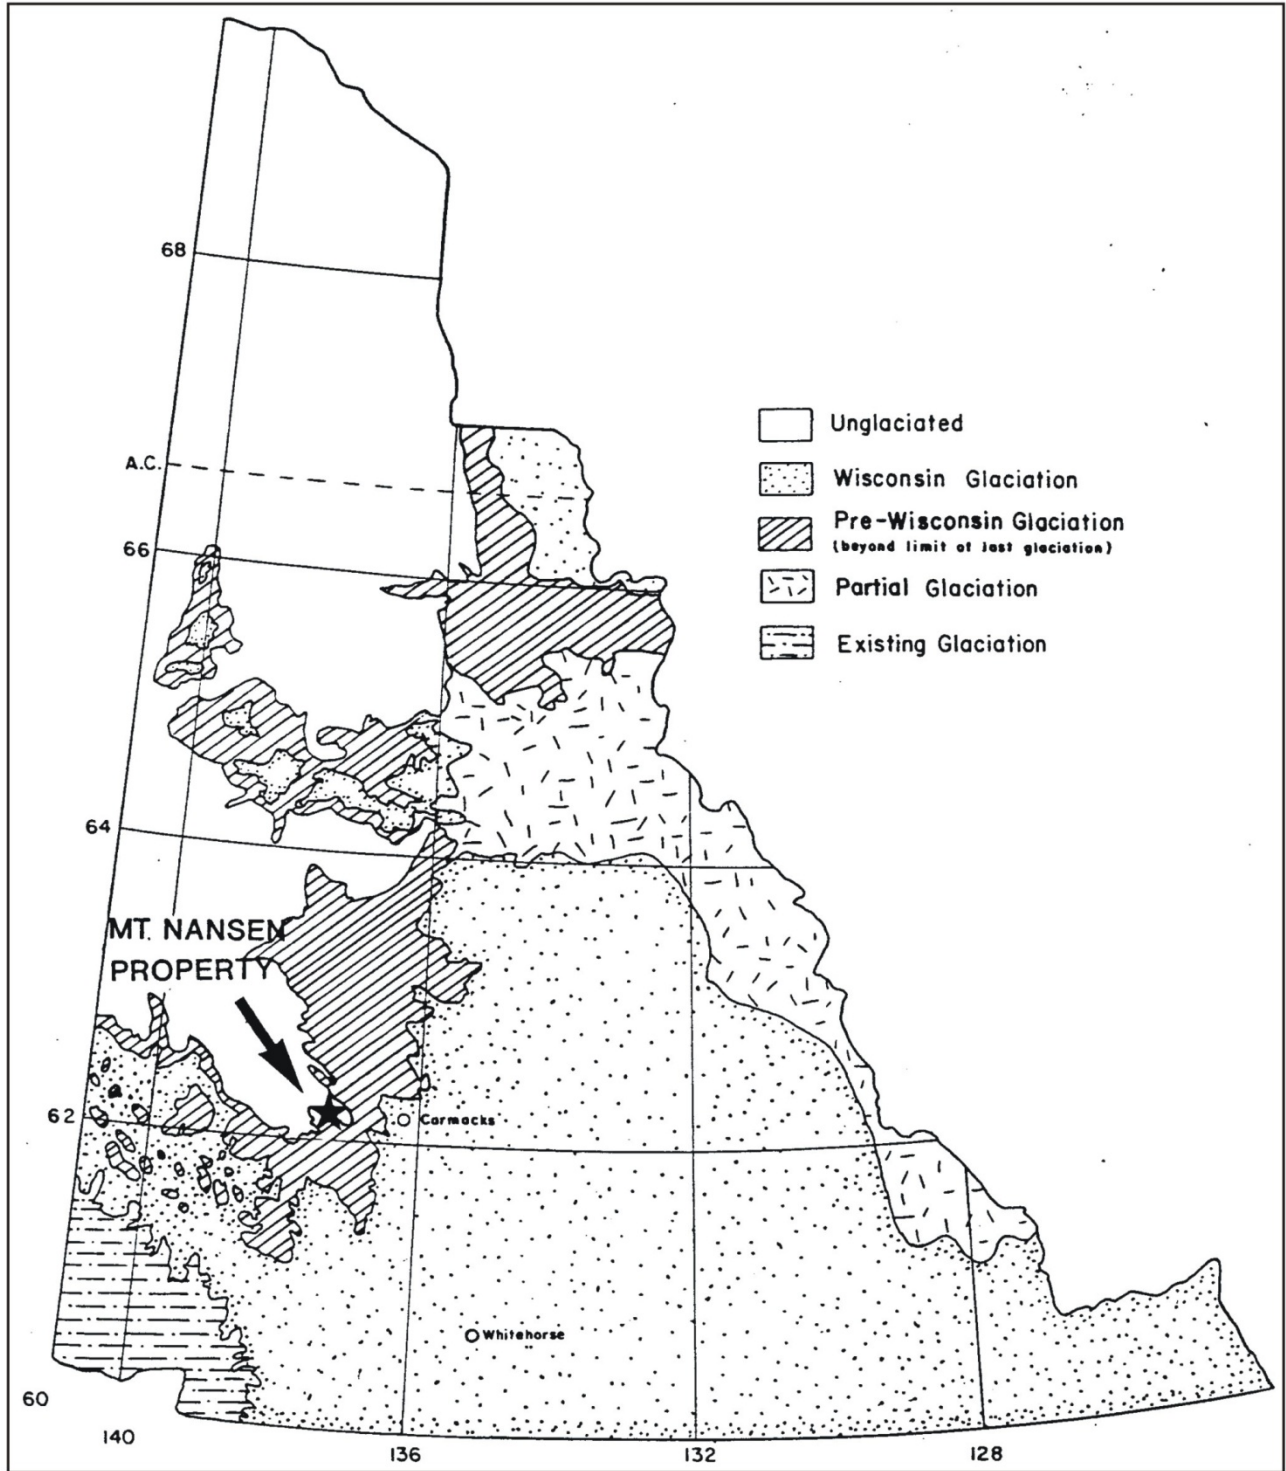 68
A.C.
66
64
62
60
140
136
132
128
Unglaciated
Wisconsin Glaciation
Pre-Wisconsin Glaciation
(beyond limit of last glaciation)
Partial Glaciation
Existing Glaciation
MT. NANSEN
PROPERTY
Carmacks
Whitehorse